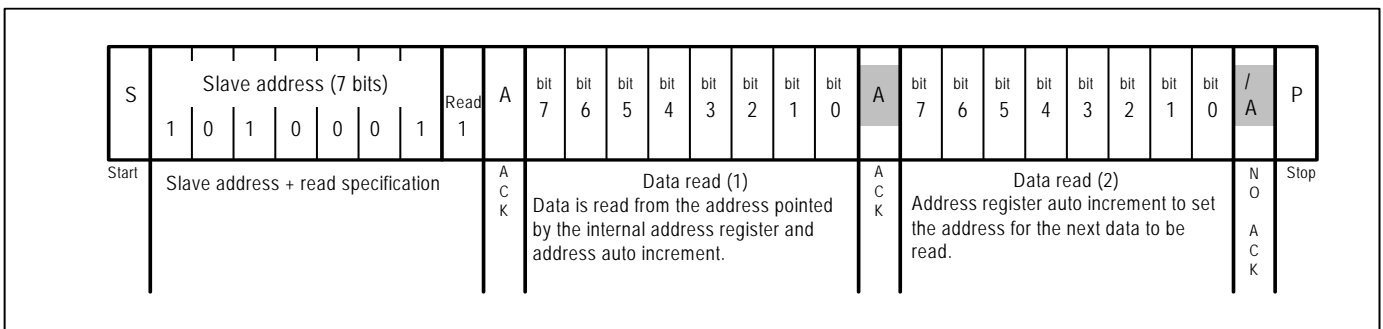 S Slave address (7 bits) Read A bit bit bit bit bit bit bit bit A bit bit bit bit bit bit bit bit / P
1 0 1 0 0 0 1 1 7 6 5 4 3 2 1 0 7 6 5 4 3 2 1 0 A
Start Slave address + read specification A C K Data read (1) A C K Data read (2) N O A C K Stop
Data is read from the address pointed
by the internal address register and
address auto increment.
Address register auto increment to set
the address for the next data to be
read.